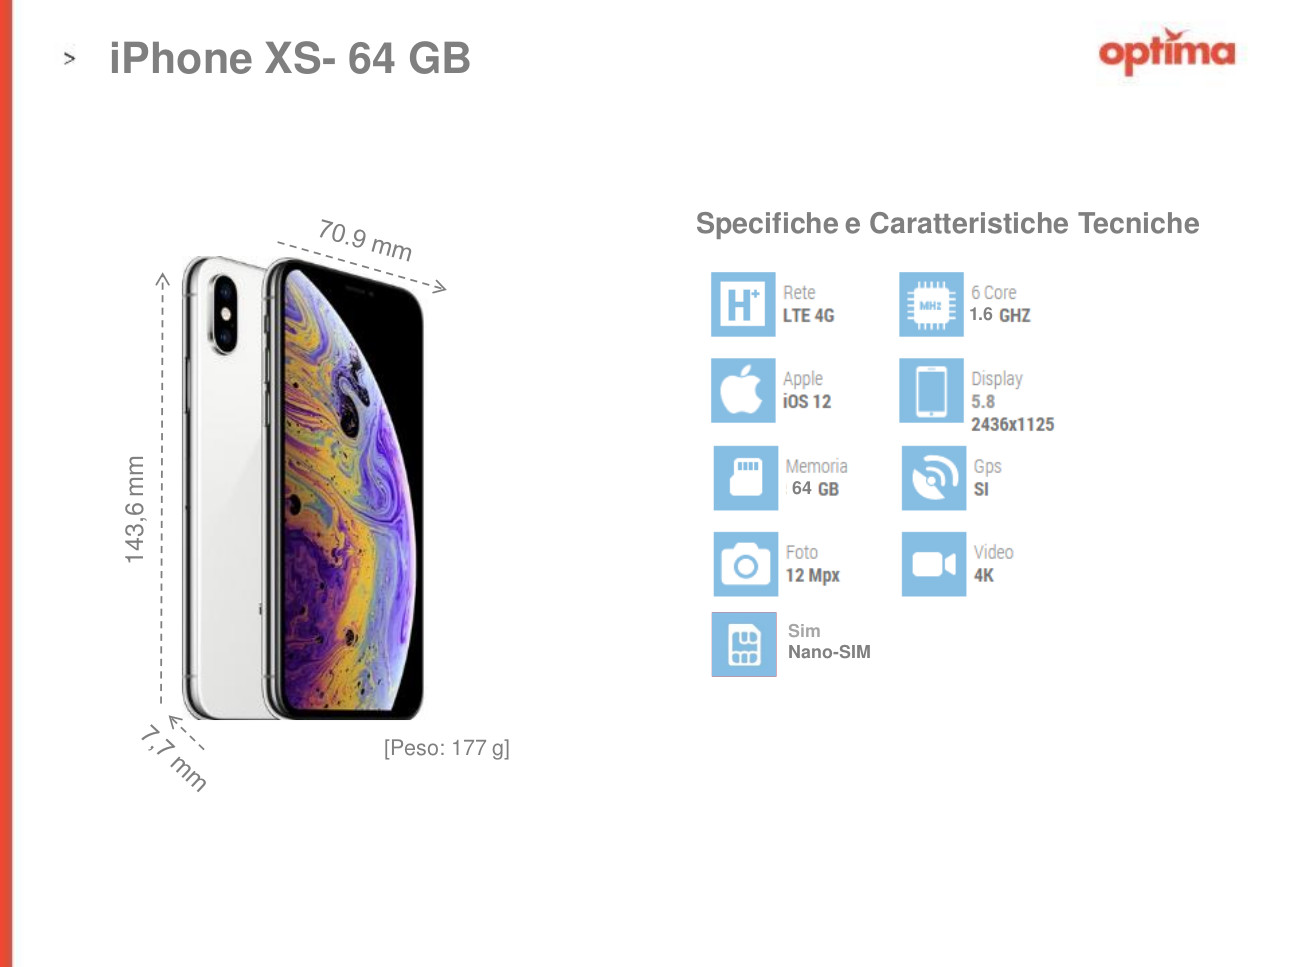 > iPhone XS- 64 GB
optima
70.9 mm
143,6 mm
7,7 mm
[Peso: 177 g]
Specifiche e Caratteristiche Tecniche
H+
Rete
LTE 4G
MHz
6 Core
1.6 GHZ
Apple
iOS 12
Display
5.8
2436x1125
Memoria
64 GB
Gps
SI
Foto
12 Mpx
Video
4K
Sim
Nano-SIM